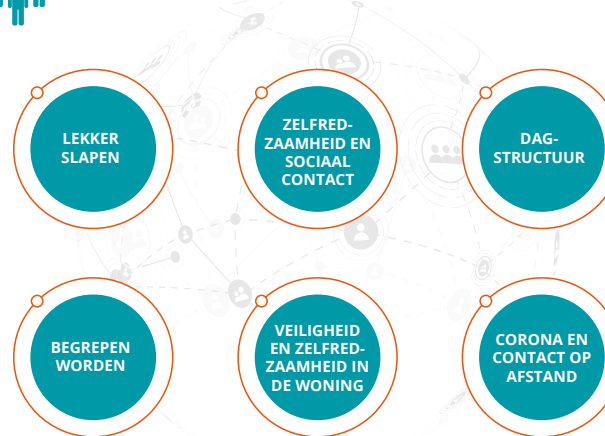 LEKKER
SLAPEN
ZELFRED-
ZAAMHEID EN
SOCIAAL
CONTACT
DAG-
STRUCTUUR
BEGREPEN
WORDEN
VEILIGHEID
EN ZELFRED-
ZAAMHEID IN
DE WONING
CORONA EN
CONTACT OP
AFSTAND